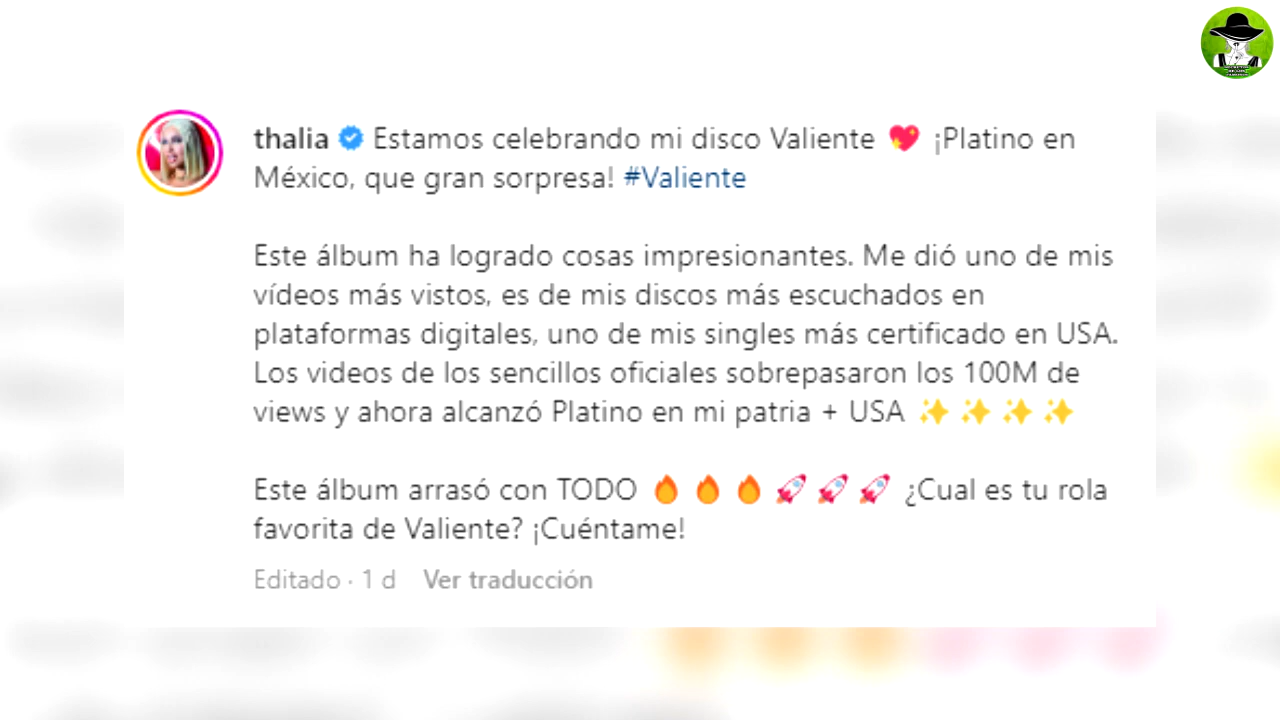 thalia Estamos celebrando mi disco Valiente 💖 ¡Platino en
México, que gran sorpresa! #Valiente
Este álbum ha logrado cosas impresionantes. Me dió uno de mis
vídeos más vistos, es de mis discos más escuchados en
plataformas digitales, uno de mis singles más certificado en USA.
Los videos de los sencillos oficiales sobrepasaron los 100M de
views y ahora alcanzó Platino en mi patria + USA ✨ ✨ ✨ ✨
Este álbum arrasó con TODO 🔥 🔥 🔥 🚀 🚀 🚀 ¿Cual es tu rola
favorita de Valiente? ¡Cuéntame!
Editado · 1 d Ver traducción